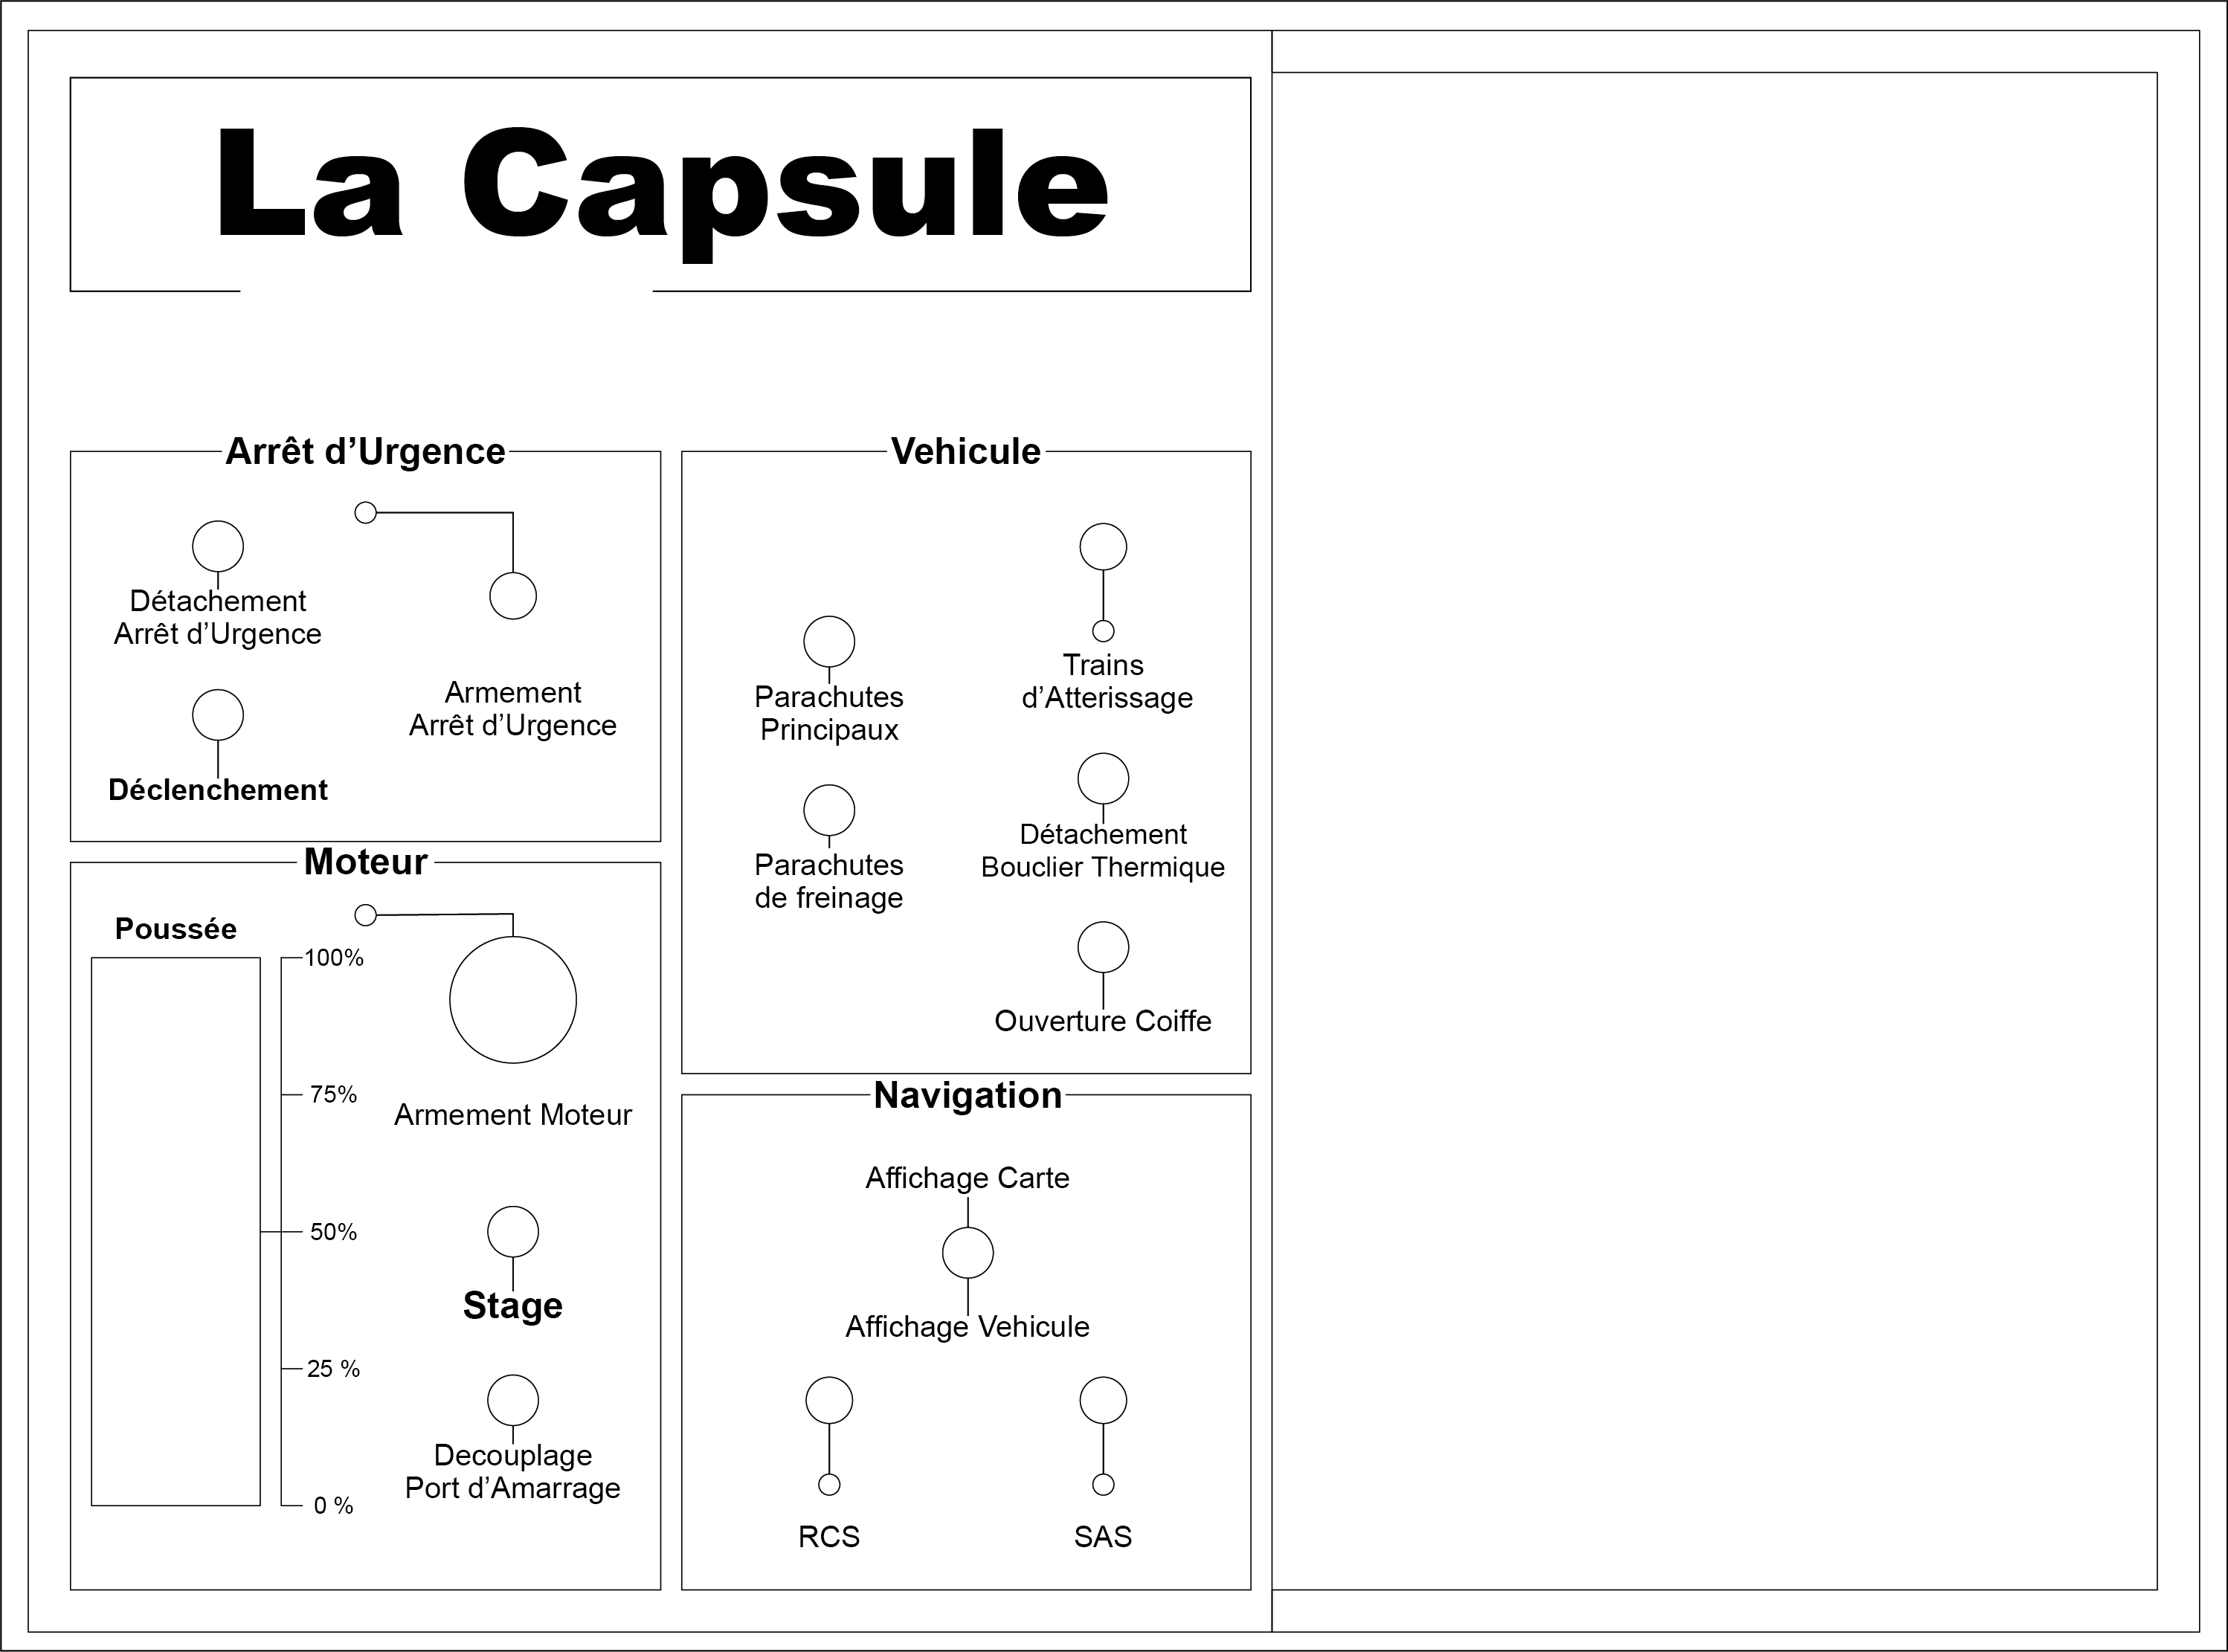 La Capsule
Arrêt d’Urgence
Détachement
Arrêt d’Urgence
Armement
Arrêt d’Urgence
Déclenchement
Moteur
Poussée
100%
75%
50%
25 %
0 %
Armement Moteur
Stage
Decouplage
Port d’Amarrage
Vehicule
Parachutes
Principaux
Trains
d’Atterissage
Parachutes
de freinage
Détachement
Bouclier Thermique
Ouverture Coiffe
Navigation
Affichage Carte
Affichage Vehicule
RCS
SAS